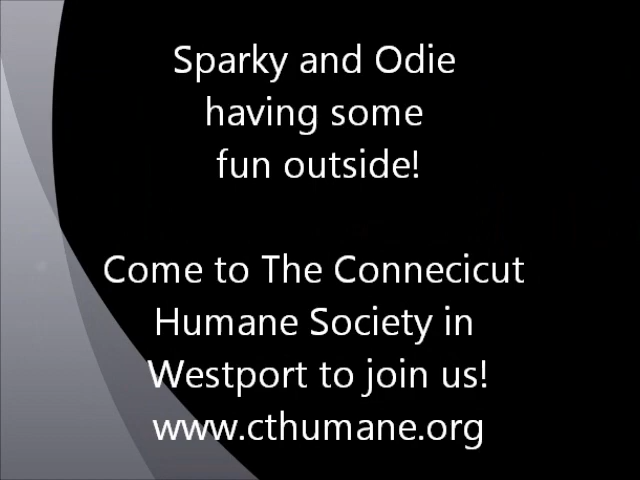 Sparky and Odie
having some
fun outside!
Come to The Connecicut
Humane Society in
Westport to join us!
www.cthumane.org